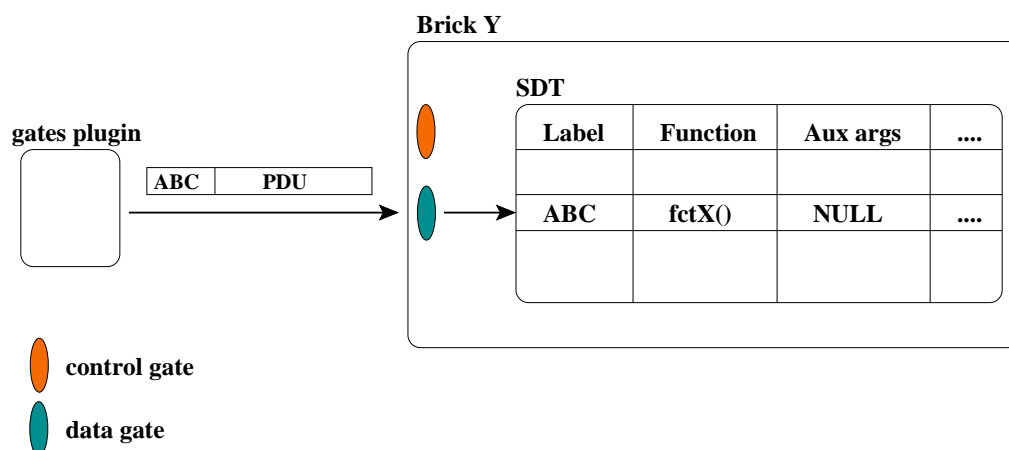 Brick Y
SDT
gates plugin
Label Function Aux args ....
ABC PDU
ABC fctX() NULL ....
control gate
data gate